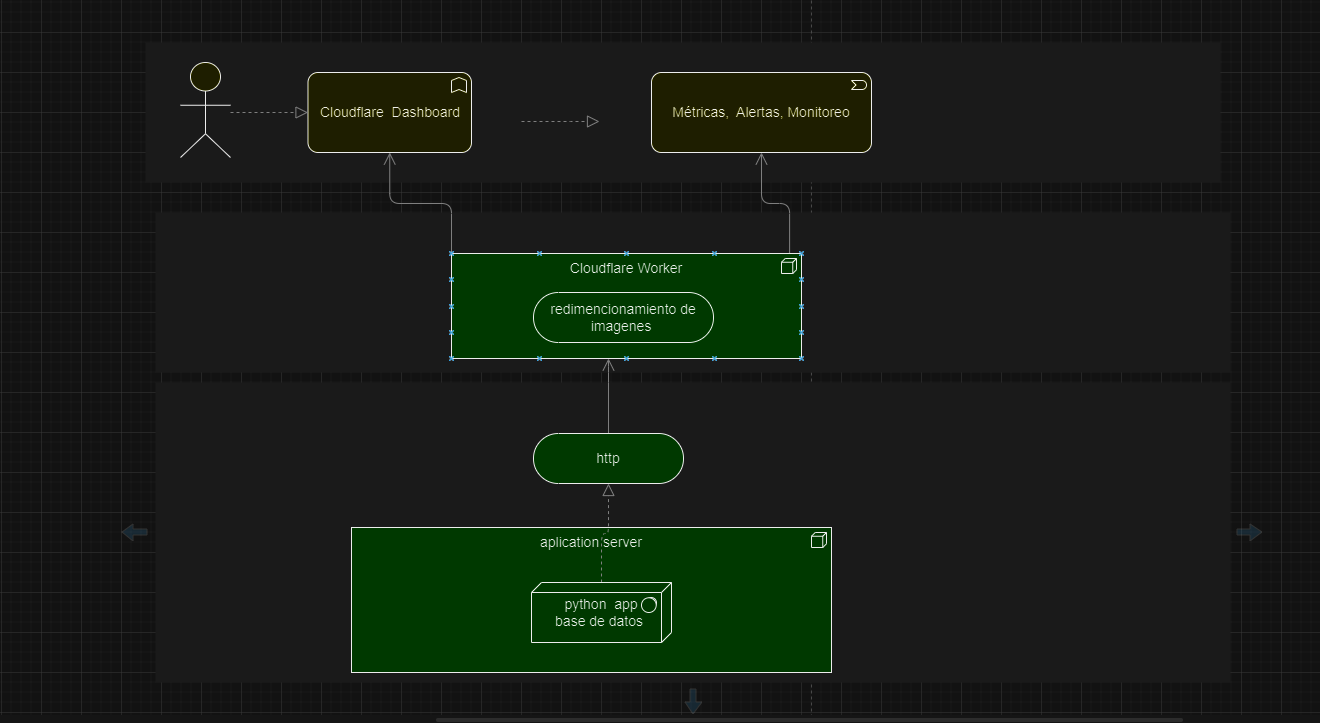 Cloudflare Dashboard
Métricas, Alertas, Monitoreo
Cloudflare Worker
redimencionamiento de
imagenes
http
aplication server
python app
base de datos